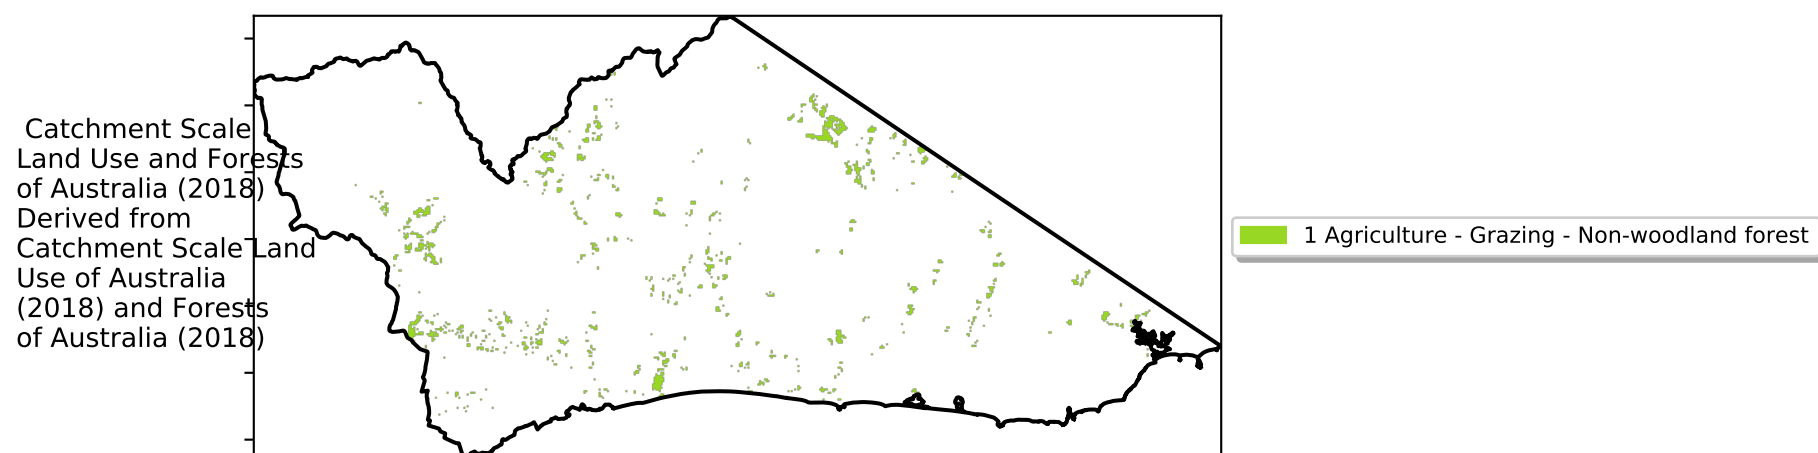 Catchment Scale
Land Use and Forests
of Australia (2018)
Derived from
Catchment Scale Land
Use of Australia
(2018) and Forests
of Australia (2018)
1 Agriculture - Grazing - Non-woodland forest